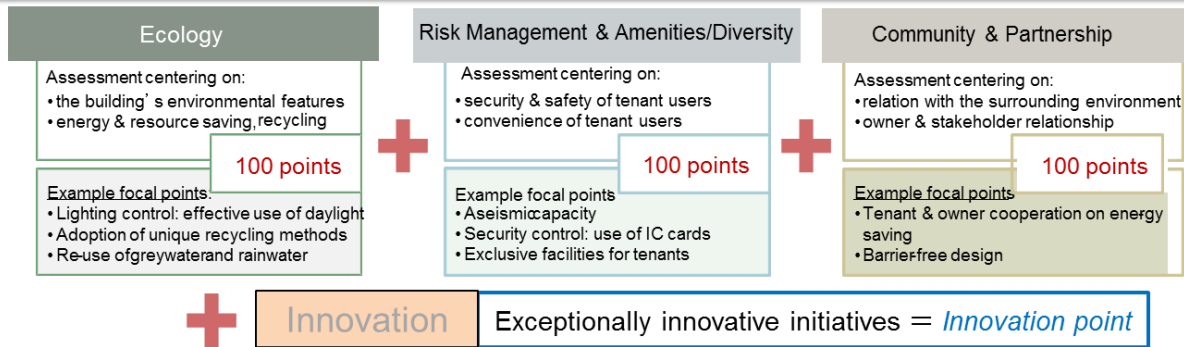 Ecology
Assessment centering on:
•the building’s environmental features
•energy & resource saving, recycling
100 points
Example focal points:
•Lighting control: effective use of daylight
•Adoption of unique recycling methods
•Re-use ofgreywaterand rainwater
+
Risk Management & Amenities/Diversity
Assessment centering on:
•security & safety of tenant users
•convenience of tenant users
100 points
Example focal points
•Aseismiccapacity
•Security control: use of IC cards
•Exclusive facilities for tenants
+
Community & Partnership
Assessment centering on:
•relation with the surrounding environment
•owner & stakeholder relationship
100 points
Example focal points
•Tenant & owner cooperation on energy
saving
•Barrier-free design
+
Innovation
Exceptionally innovative initiatives = Innovation point